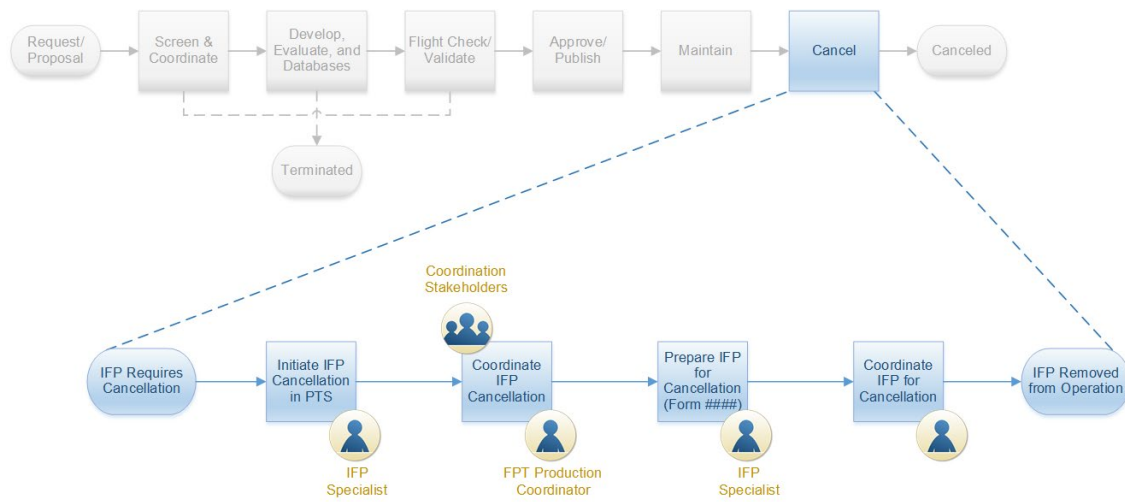 Request/
Proposal
Screen &
Coordinate
Develop,
Evaluate, and
Databases
Flight Check/
Validate
Approve/
Publish
Maintain
Cancel
Canceled
Terminated
Coordination
Stakeholders
IFP Requires
Cancellation
Initiate IFP
Cancellation
in PTS
Coordinate
IFP
Cancellation
Prepare IFP
for
Cancellation
(Form ####)
Coordinate
IFP for
Cancellation
IFP Removed
from Operation
IFP
Specialist
FPT Production
Coordinator
IFP
Specialist